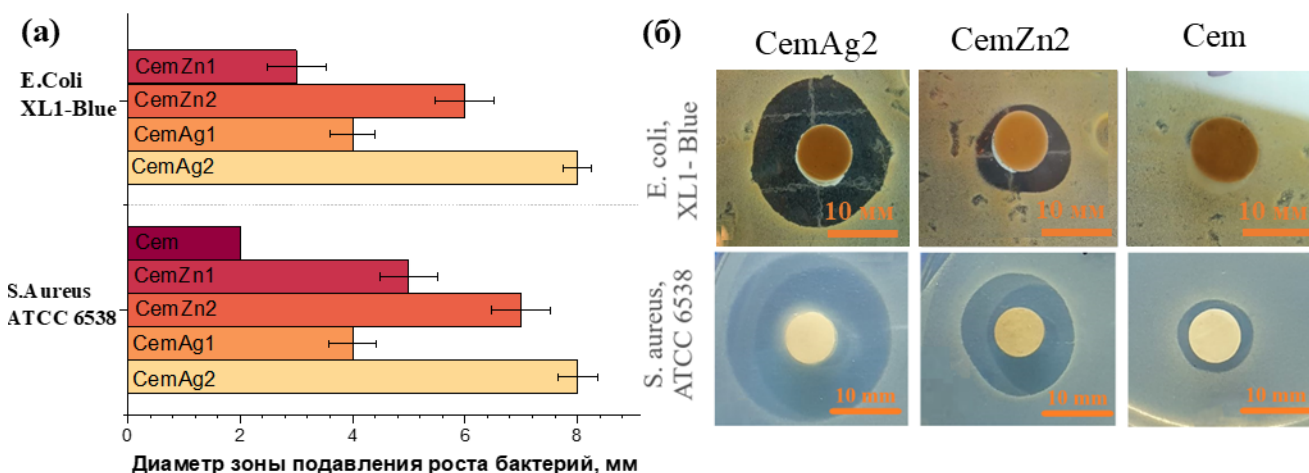 (а)
E.Coli
XL1-Blue
CemZn1
CemZn2
CemAg1
CemAg2
S.Aureus
ATCC 6538
Cem
CemZn1
CemZn2
CemAg1
CemAg2
0 2 4 6 8
Диаметр зоны подавления роста бактерий, мм
(б)
CemAg2 CemZn2 Cem
E. coli,
XL1- Blue
10 мм 10 мм 10 мм
S. aureus,
ATCC 6538
10 mm 10 mm 10 mm